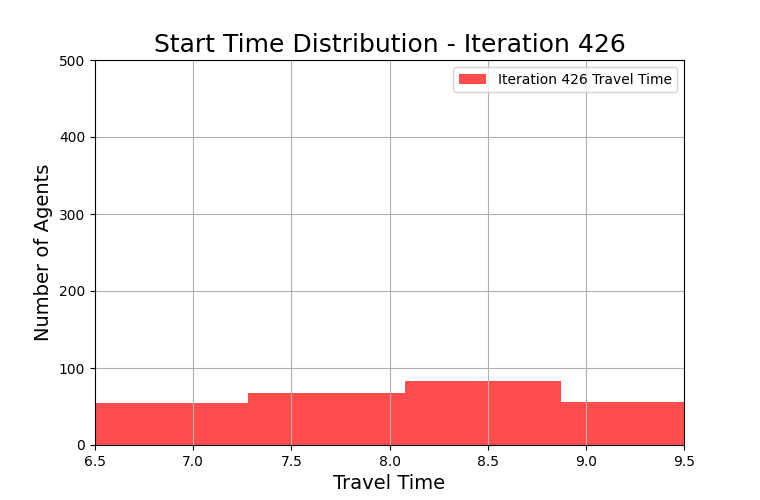 Start Time Distribution - Iteration 426
Iteration 426 Travel Time
Number of Agents
500
400
300
200
100
0
6.5 7.0 7.5 8.0 8.5 9.0 9.5
Travel Time